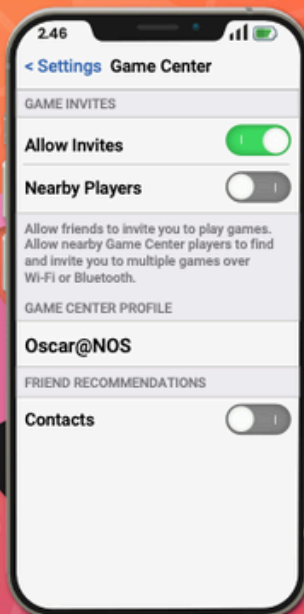 2.46
< Settings Game Center
GAME INVITES
Allow Invites
Nearby Players
Allow friends to invite you to play games.
Allow nearby Game Center players to find
and invite you to multiple games over
Wi-Fi or Bluetooth.
GAME CENTER PROFILE
Oscar@NOS
FRIEND RECOMMENDATIONS
Contacts